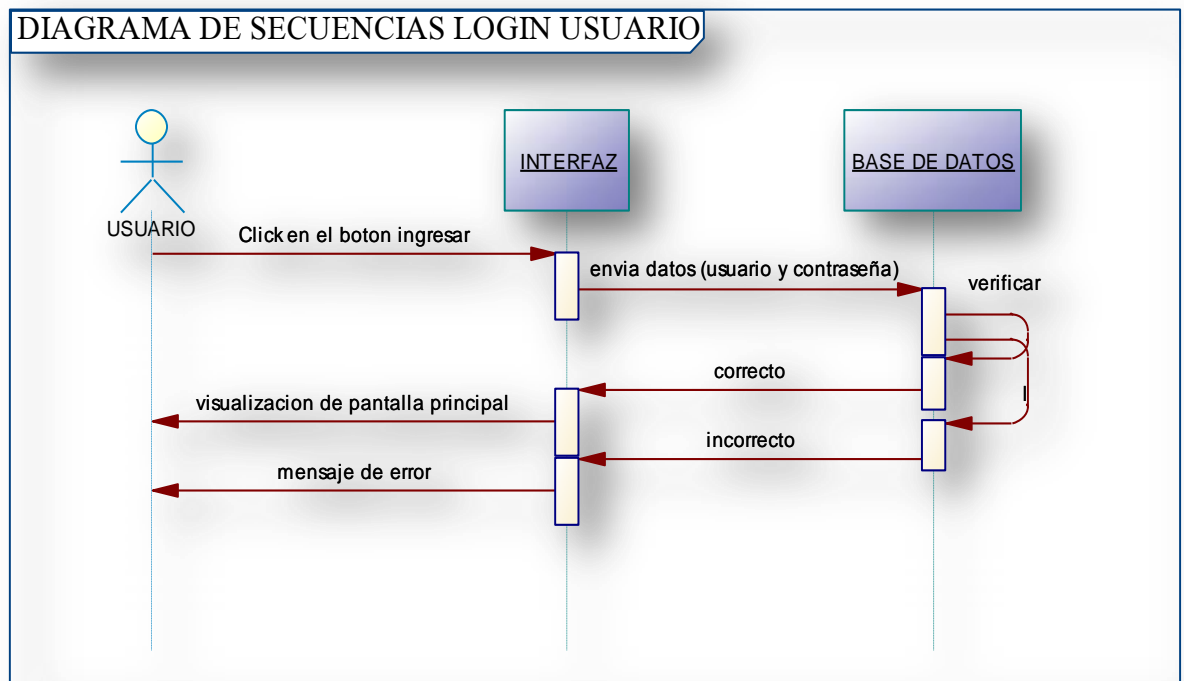 DIAGRAMA DE SECUENCIAS LOGIN USUARIO
INTERFAZ
BASE DE DATOS
USUARIO
Click en el boton ingresar
envia datos (usuario y contraseña)
verificar
correcto
visualizacion de pantalla principal
incorrecto
mensaje de error